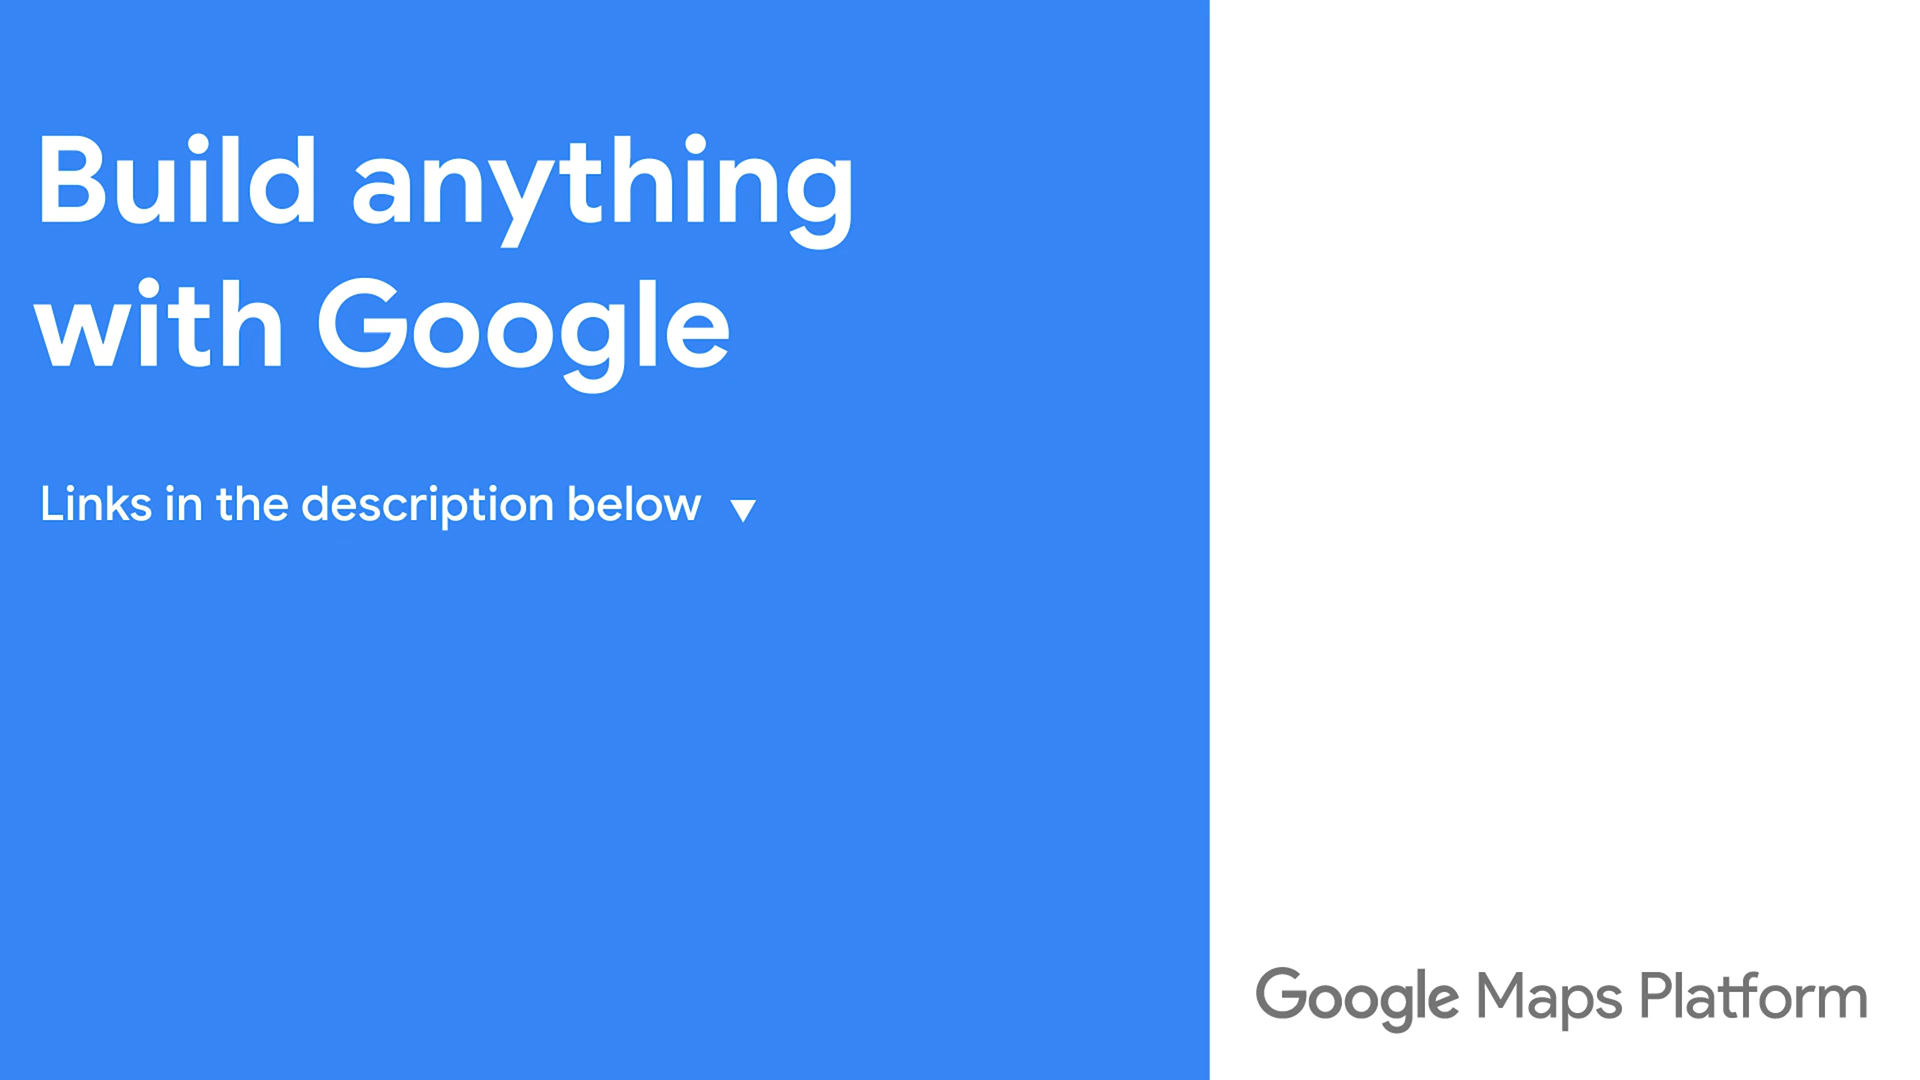 Build anything
with Google
Links in the description below
Google Maps Platform